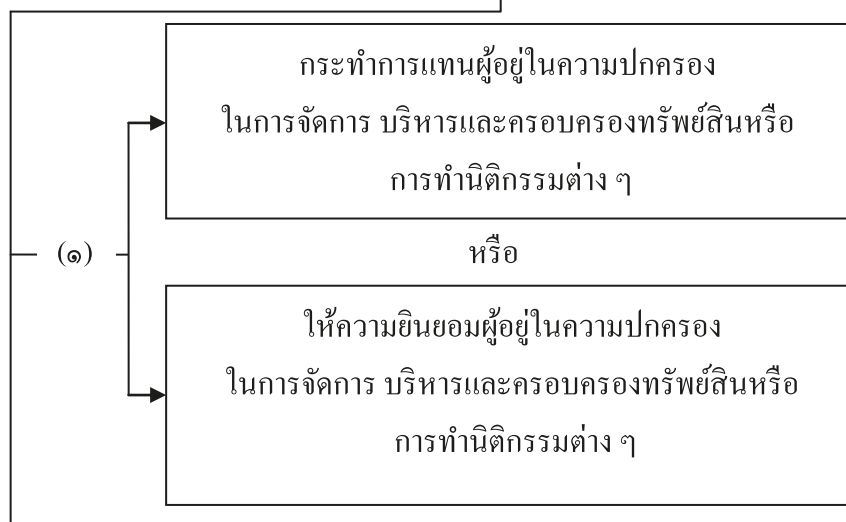 กระทำการแทนผู้อยู่ในความปกครอง
ในการจัดการ บริหารและครอบครองทรัพย์สินหรือ
การทำนิติกรรมต่าง ๆ
(๑)
หรือ
ให้ความยินยอมผู้อยู่ในความปกครอง
ในการจัดการ บริหารและครอบครองทรัพย์สินหรือ
การทำนิติกรรมต่าง ๆ